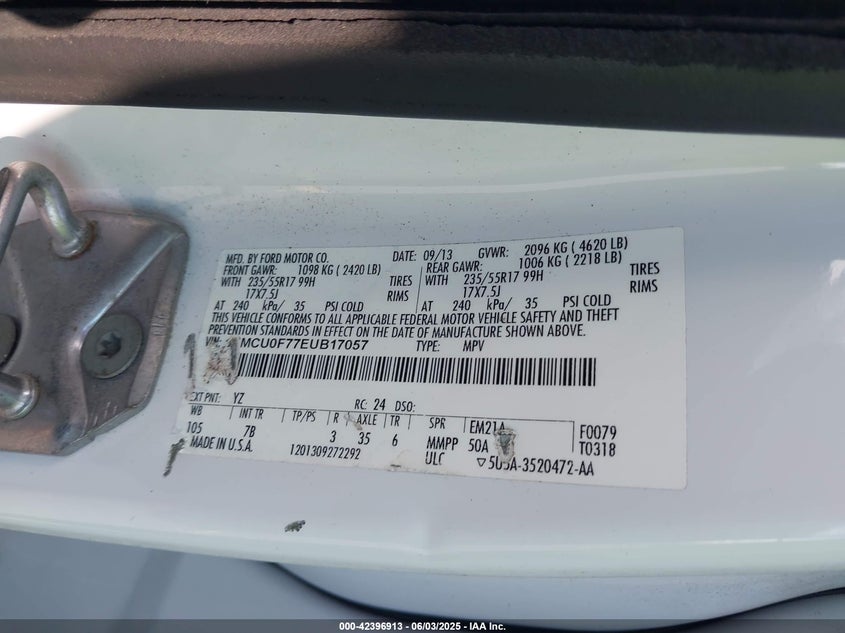 MFD. BY FORD MOTOR CO. DATE: 09/13 GVWR: 2096 KG ( 4620 LB)
FRONT GAWR: 1098 KG ( 2420 LB) REAR GAWR: 1006 KG ( 2218 LB)
WITH 235/55R17 99H TIRES WITH 235/55R17 99H TIRES
17X7.5J RIMS 17X7.5J RIMS
AT 240 kPa/ 35 PSI COLD AT 240 kPa/ 35 PSI COLD
THIS VEHICLE CONFORMS TO ALL APPLICABLE FEDERAL MOTOR VEHICLE SAFETY AND THEFT
PREVENTION STANDARDS IN EFFECT ON THE DATE OF MANUFACTURE SHOWN ABOVE.
VIN: MCU0F77EUB17057 TYPE: MPV
EXT PNT: YZ RC: 24 DSO:
WB INT TR TP/PS R AXLE TR SPR EM21A F0079
105 7B 3 35 6 MMPP 50A T0318
MADE IN U.S.A. 1201309272292 ULC ▽5U5A-3520472-AA
000-42396913 - 06/03/2025 - IAA Inc.